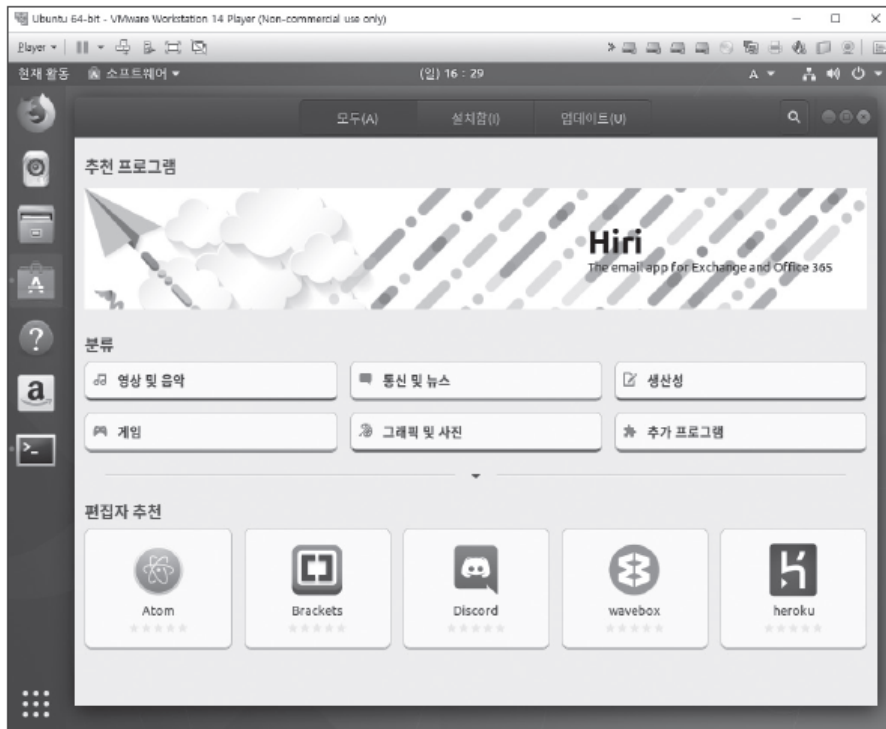 Ubuntu 64-bit - VMware Workstation 14 Player (Non-commercial use only)
Player
현재 활동 소프트웨어 (일) 16 : 29 A
모두(A) 설치함(I) 업데이트(U)
추천 프로그램
Hiri
The email app for Exchange and Office 365
분류
영상 및 음악 통신 및 뉴스 생산성
게임 그래픽 및 사진 추가 프로그램
편집자 추천
Atom Brackets Discord wavebox heroku